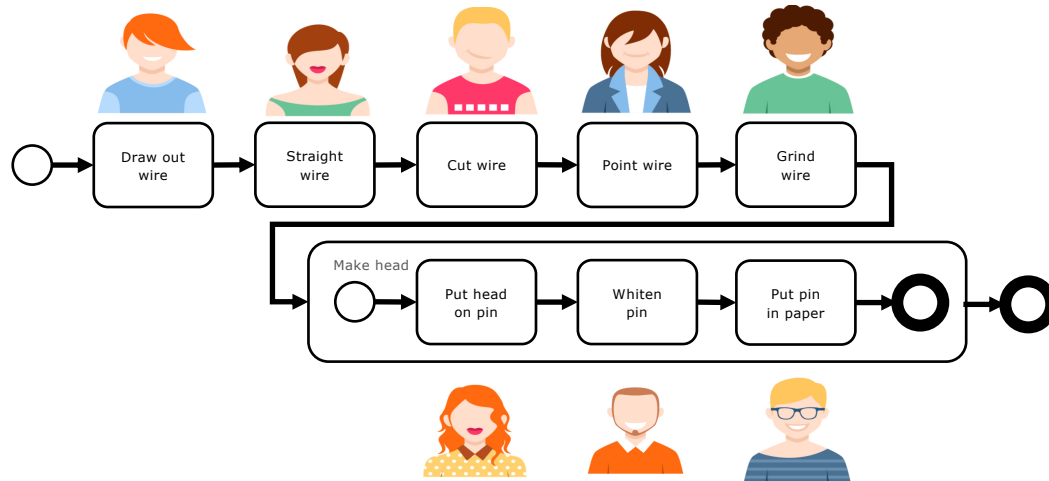 Draw out
wire
Straight
wire
Cut wire
Point wire
Grind
wire
Make head
Put head
on pin
Whiten
pin
Put pin
in paper